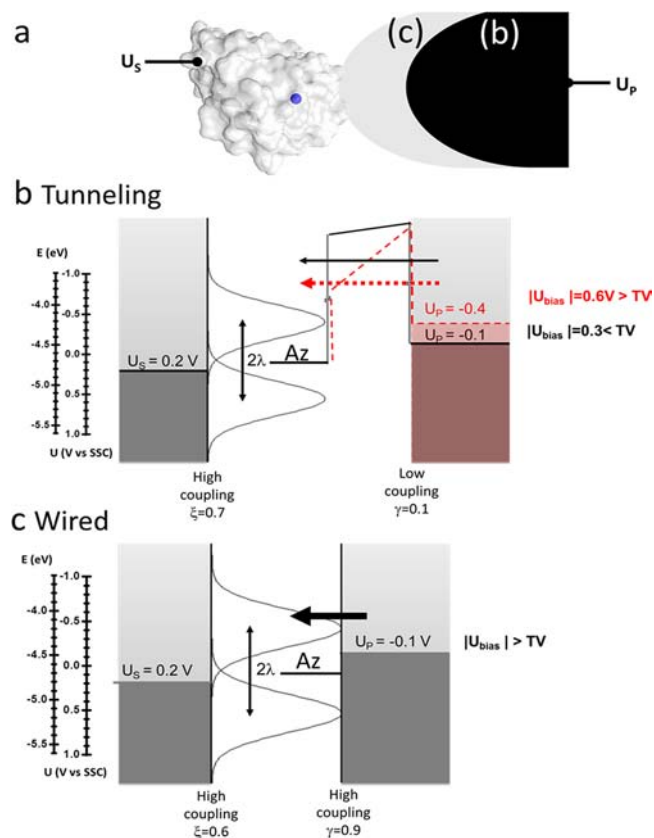 a
(c)
(b)
U_S
U_P
b Tunneling
E (eV)
-1.0
-4.0
-0.5
-4.5
0.0
-5.0
0.5
-5.5
1.0
U (V vs SSC)
U_S = 0.2 V
2λ
Az
U_P = -0.4
U_P = -0.1
|U_bias|=0.6V > TV
|U_bias|=0.3< TV
High
coupling
ξ=0.7
Low
coupling
γ=0.1
c Wired
E (eV)
-1.0
-4.0
-0.5
-4.5
0.0
-5.0
0.5
-5.5
1.0
U (V vs SSC)
U_S = 0.2 V
2λ
Az
U_P = -0.1 V
|U_bias| > TV
High
coupling
ξ=0.6
High
coupling
γ=0.9